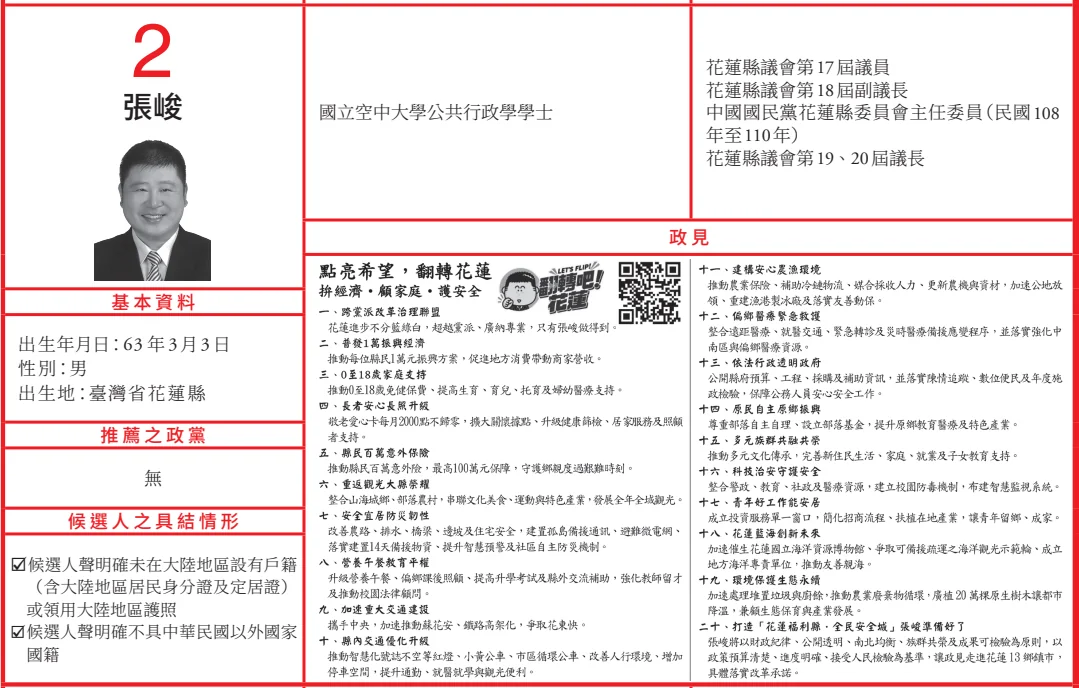 2
張峻
基本資料
出生年月日：63 年 3 月 3 日
性別：男
出生地：臺灣省花蓮縣
推薦之政黨
無
候選人之具結情形
☑候選人聲明確未在大陸地區設有戶籍
（含大陸地區居民身分證及定居證）
或領用大陸地區護照
☑候選人聲明確不具中華民國以外國家
國籍
國立空中大學公共行政學學士
花蓮縣議會第 17 屆議員
花蓮縣議會第 18 屆副議長
中國國民黨花蓮縣委員會主任委員（民國 108
年至 110 年）
花蓮縣議會第 19、20 屆議長
政見
點亮希望，翻轉花蓮
拚經濟・顧家庭・護安全
LET'S FLIP!
翻轉吧！
花蓮
一、跨黨派改革治理聯盟
花蓮進步不分藍綠白，超越黨派、廣納專業，只有張峻做得到。
二、普發1萬振興經濟
推動每位縣民1萬元振興方案，促進地方消費帶動商家營收。
三、0至18歲家庭支持
推動0至18歲免健保費、提高生育、育兒、托育及婦幼醫療支持。
四、長者安心長照升級
敬老愛心卡每月2000點不歸零，擴大關懷據點、升級健康篩檢、居家服務及照顧
者支持。
五、縣民百萬意外保險
推動縣民百萬意外險，最高100萬元保障，守護鄉親度過艱難時刻。
六、重返觀光大縣榮耀
整合山海城鄉、部落農村，串聯文化美食、運動與特色產業，發展全年全域觀光。
七、安全宜居防災韌性
改善農路、排水、橋梁、邊坡及住宅安全，建置孤島備援通訊、避難微電網、
落實建置14天備援物資、提升智慧預警及社區自主防災機制。
八、營養午餐教育平權
升級營養午餐、偏鄉課後照顧、提高升學考試及縣外交流補助，強化教師留才
及推動校園法律顧問。
九、加速重大交通建設
攜手中央，加速推動蘇花安、鐵路高架化，爭取花東快。
十、縣內交通優化升級
推動智慧化號誌不空等紅燈、小黃公車、市區循環公車、改善人行環境、增加
停車空間，提升通勤、就醫就學與觀光便利。
十一、建構安心農漁環境
推動農業保險、補助冷鏈物流、媒合採收人力、更新農機與資材，加速公地放
領、重建漁港製冰廠及落實友善動保。
十二、偏鄉醫療緊急救護
整合遠距醫療、就醫交通、緊急轉診及災時醫療備援應變程序，並落實強化中
南區與偏鄉醫療資源。
十三、依法行政透明政府
公開縣府預算、工程、採購及補助資訊，並落實陳情追蹤、數位便民及年度施
政檢驗，保障公務人員安心安全工作。
十四、原民自主原鄉振興
尊重部落自主自理、設立部落基金，提升原鄉教育醫療及特色產業。
十五、多元族群共融共榮
推動多元文化傳承，完善新住民生活、家庭、就業及子女教育支持。
十六、科技治安守護安全
整合警政、教育、社政及醫療資源，建立校園防毒機制，布建智慧監視系統。
十七、青年好工作能安居
成立投資服務單一窗口，簡化招商流程、扶植在地產業，讓青年留鄉、成家。
十八、花蓮藍海創新未來
加速催生花蓮國立海洋資源博物館、爭取可備援疏運之海洋觀光示範輪、成立
地方海洋專責單位，推動友善親海。
十九、環境保護生態永續
加速處理堆置垃圾與廚餘，推動農業廢棄物循環，廣植 20 萬棵原生樹木讓都市
降溫，兼顧生態保育與產業發展。
二十、打造「花蓮福利縣，全民安全城」張峻準備好了
張峻將以財政紀律、公開透明、南北均衡、族群共榮及成果可檢驗為原則，以
政策預算清楚、進度明確、接受人民檢驗為基準，讓政見走進花蓮 13 鄉鎮市，
具體落實改革承諾。